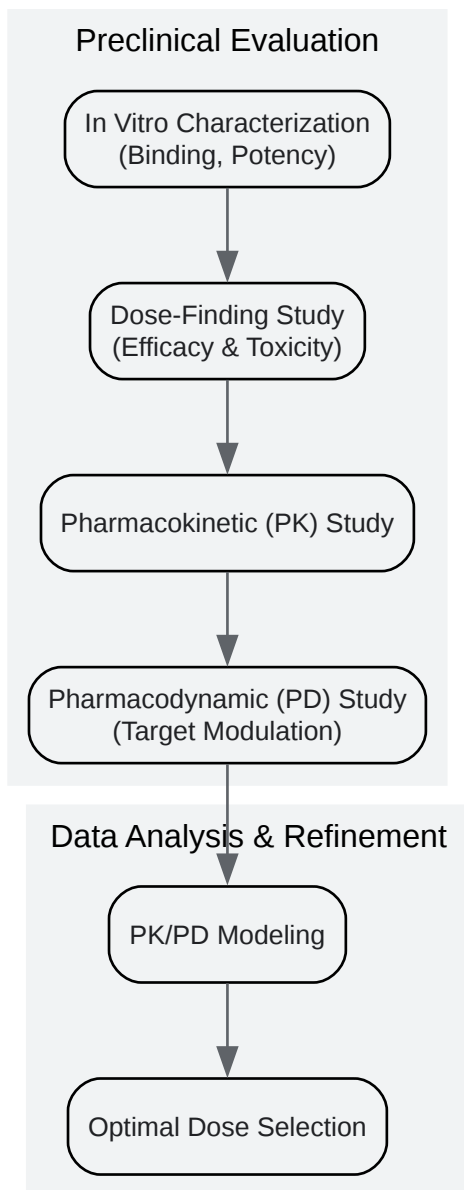 Preclinical Evaluation
In Vitro Characterization
(Binding, Potency)
Dose-Finding Study
(Efficacy & Toxicity)
Pharmacokinetic (PK) Study
Pharmacodynamic (PD) Study
(Target Modulation)
Data Analysis & Refinement
PK/PD Modeling
Optimal Dose Selection